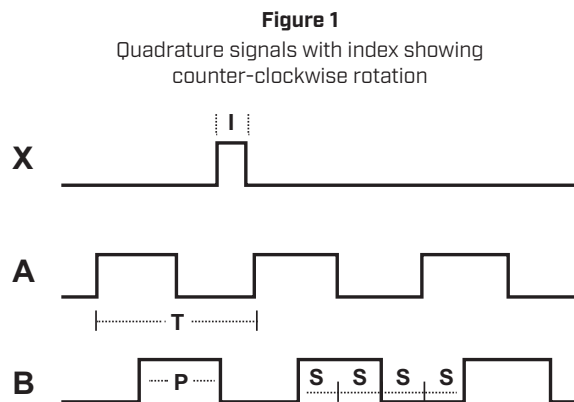 Figure 1
Quadrature signals with index showing
counter-clockwise rotation
I
X
A
T
B
P
S S S S